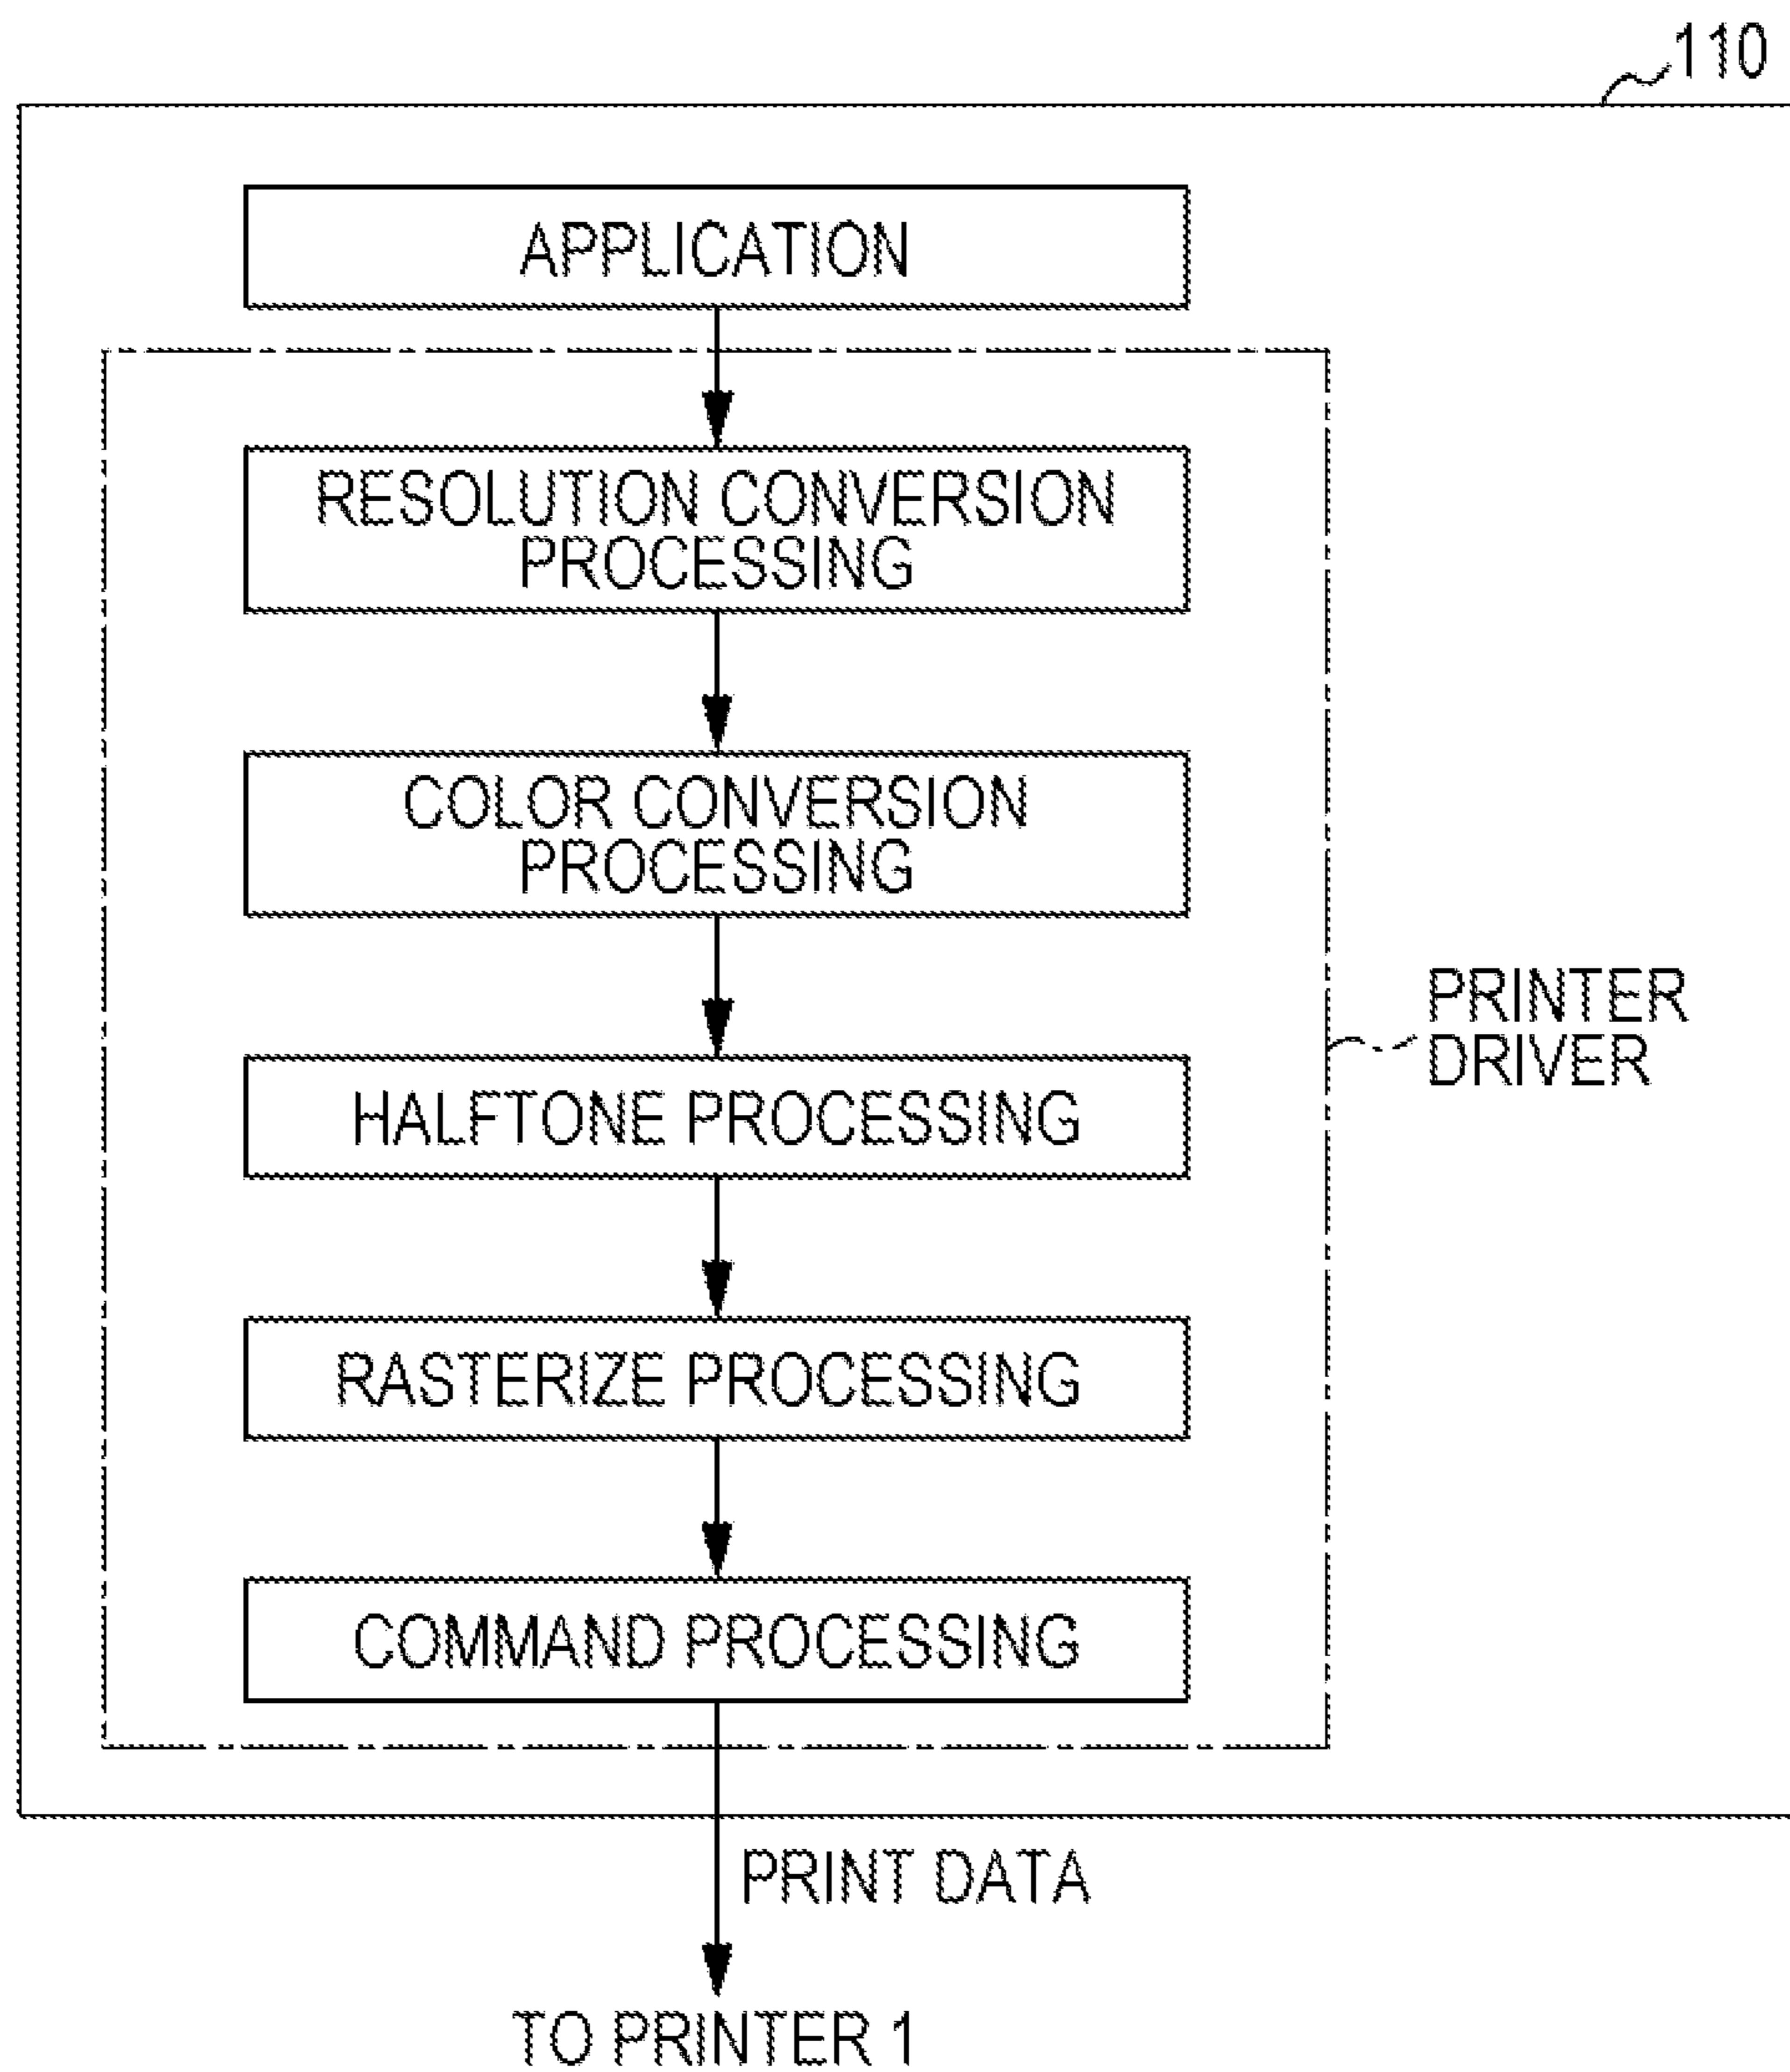 110
APPLICATION
RESOLUTION CONVERSION
PROCESSING
COLOR CONVERSION
PROCESSING
HALFTONE PROCESSING
PRINTER
DRIVER
RASTERIZE PROCESSING
COMMAND PROCESSING
PRINT DATA
TO PRINTER 1